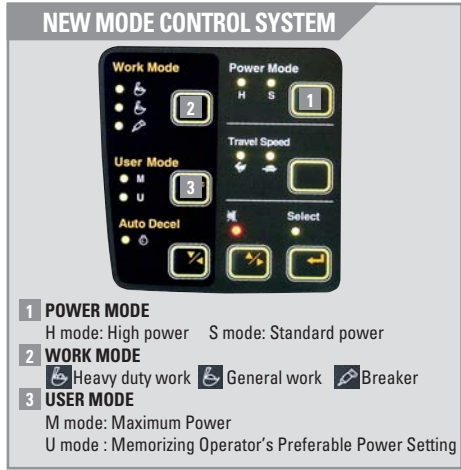 NEW MODE CONTROL SYSTEM
Work Mode
Power Mode
H S
2
1
Travel Speed
User Mode
M
U
3
Auto Decel
Select
1 POWER MODE
H mode: High power S mode: Standard power
2 WORK MODE
Heavy duty work General work Breaker
3 USER MODE
M mode: Maximum Power
U mode : Memorizing Operator's Preferable Power Setting